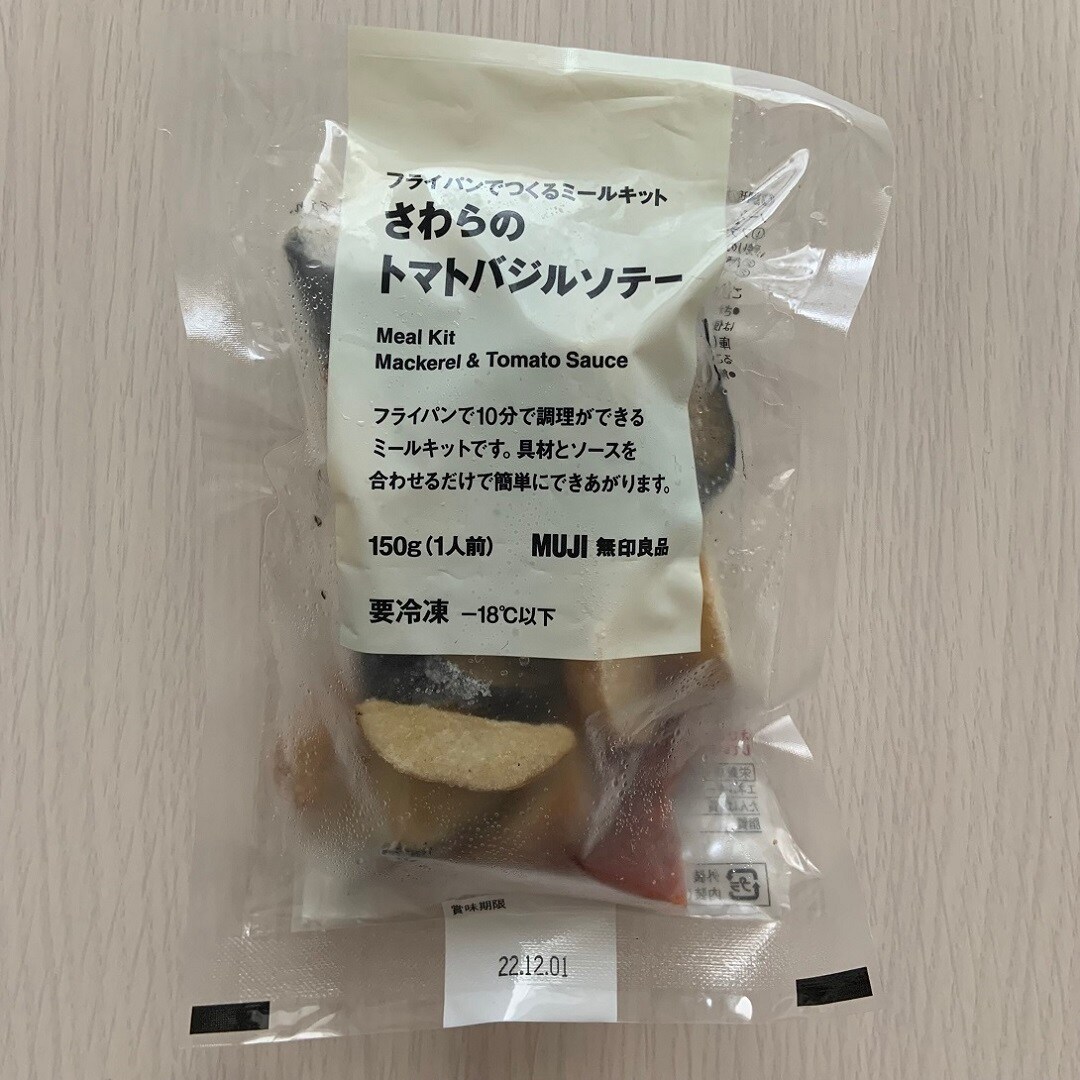 フライパンでつくるミールキット
さわらの
トマトバジルソテー
Meal Kit
Mackerel & Tomato Sauce
フライパンで10分で調理ができる
ミールキットです。具材とソースを
合わせるだけで簡単にできあがります。
150g(1人前) MUJI 無印良品
要冷凍 −18℃以下
賞味期限
22.12.01